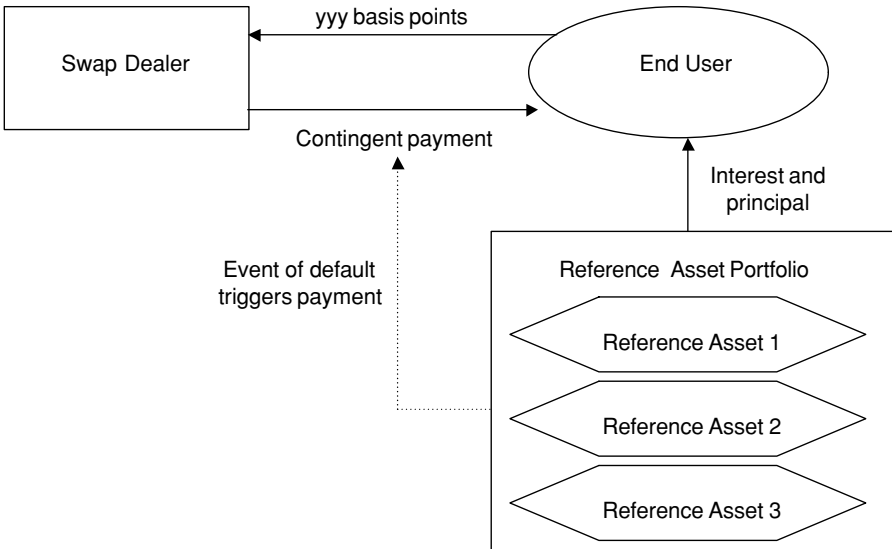 yyy basis points
Swap Dealer
End User
Contingent payment
Interest and
principal
Event of default
triggers payment
Reference Asset Portfolio
Reference Asset 1
Reference Asset 2
Reference Asset 3